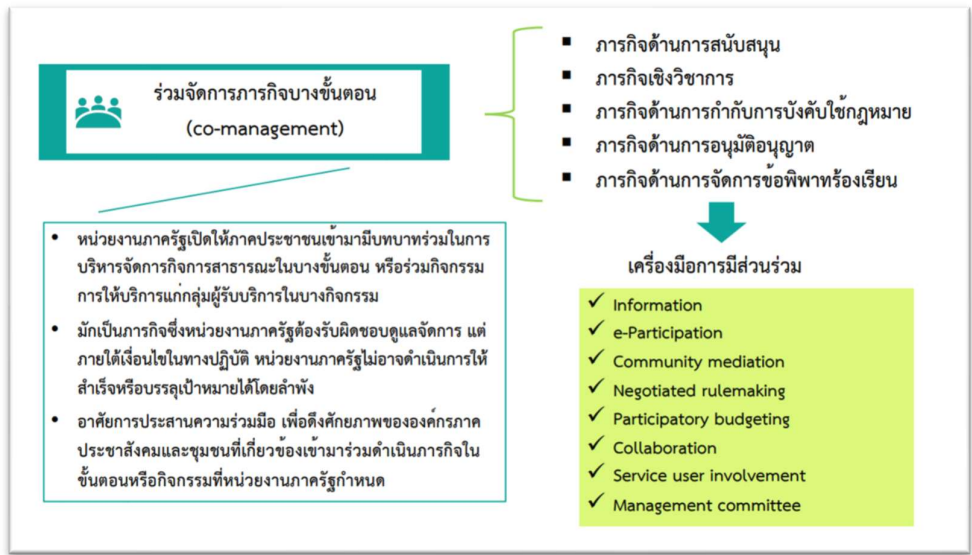 ร่วมจัดการภารกิจบางขั้นตอน
(co-management)
▪ ภารกิจด้านการสนับสนุน
▪ ภารกิจเชิงวิชาการ
▪ ภารกิจด้านการกำกับการบังคับใช้กฎหมาย
▪ ภารกิจด้านการอนุมัติอนุญาต
▪ ภารกิจด้านการจัดการข้อพิพาทร้องเรียน
• หน่วยงานภาครัฐเปิดให้ภาคประชาชนเข้ามามีบทบาทร่วมในการ
บริหารจัดการกิจการสาธารณะในบางขั้นตอน หรือร่วมกิจกรรม
การให้บริการแก่กลุ่มผู้รับบริการในบางกิจกรรม
• มักเป็นภารกิจซึ่งหน่วยงานภาครัฐต้องรับผิดชอบดูแลจัดการ แต่
ภายใต้เงื่อนไขในทางปฏิบัติ หน่วยงานภาครัฐไม่อาจดำเนินการให้
สำเร็จหรือบรรลุเป้าหมายได้โดยลำพัง
• อาศัยการประสานความร่วมมือ เพื่อดึงศักยภาพขององค์กรภาค
ประชาสังคมและชุมชนที่เกี่ยวข้องเข้ามาร่วมดำเนินภารกิจใน
ขั้นตอนหรือกิจกรรมที่หน่วยงานภาครัฐกำหนด
เครื่องมือการมีส่วนร่วม
✓ Information
✓ e-Participation
✓ Community mediation
✓ Negotiated rulemaking
✓ Participatory budgeting
✓ Collaboration
✓ Service user involvement
✓ Management committee